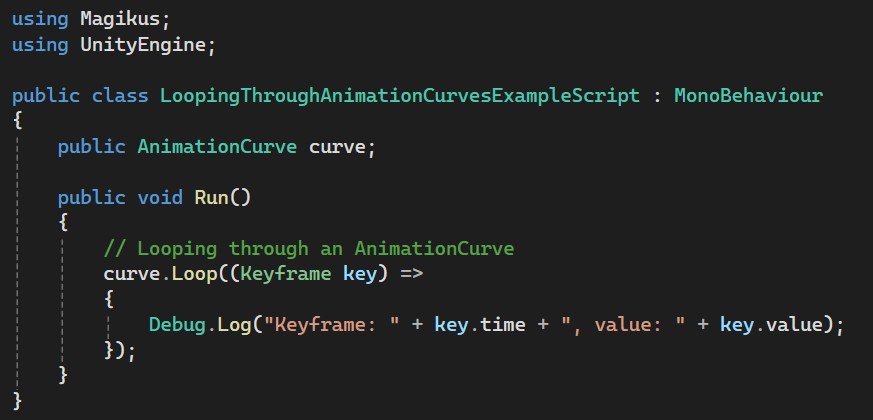 using Magikus;
using UnityEngine;
public class LoopingThroughAnimationCurvesExampleScript : MonoBehaviour
{
public AnimationCurve curve;
public void Run()
{
// Looping through an AnimationCurve
curve.Loop((Keyframe key) =>
{
Debug.Log("Keyframe: " + key.time + ", value: " + key.value);
});
}
}